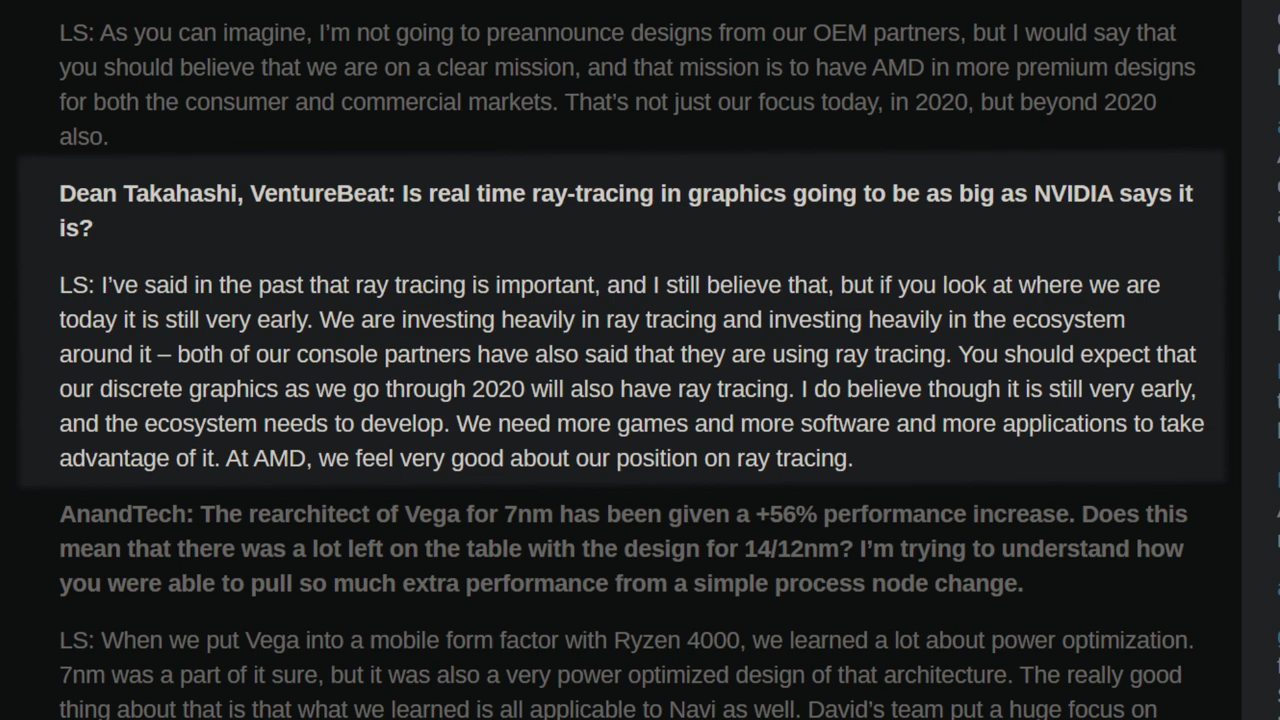 LS: As you can imagine, I’m not going to preannounce designs from our OEM partners, but I would say that
you should believe that we are on a clear mission, and that mission is to have AMD in more premium designs
for both the consumer and commercial markets. That’s not just our focus today, in 2020, but beyond 2020
also.
Dean Takahashi, VentureBeat: Is real time ray-tracing in graphics going to be as big as NVIDIA says it
is?
LS: I’ve said in the past that ray tracing is important, and I still believe that, but if you look at where we are
today it is still very early. We are investing heavily in ray tracing and investing heavily in the ecosystem
around it – both of our console partners have also said that they are using ray tracing. You should expect that
our discrete graphics as we go through 2020 will also have ray tracing. I do believe though it is still very early,
and the ecosystem needs to develop. We need more games and more software and more applications to take
advantage of it. At AMD, we feel very good about our position on ray tracing.
AnandTech: The rearchitect of Vega for 7nm has been given a +56% performance increase. Does this
mean that there was a lot left on the table with the design for 14/12nm? I’m trying to understand how
you were able to pull so much extra performance from a simple process node change.
LS: When we put Vega into a mobile form factor with Ryzen 4000, we learned a lot about power optimization.
7nm was a part of it sure, but it was also a very power optimized design of that architecture. The really good
thing about that is that what we learned is all applicable to Navi as well. David’s team put a huge focus on